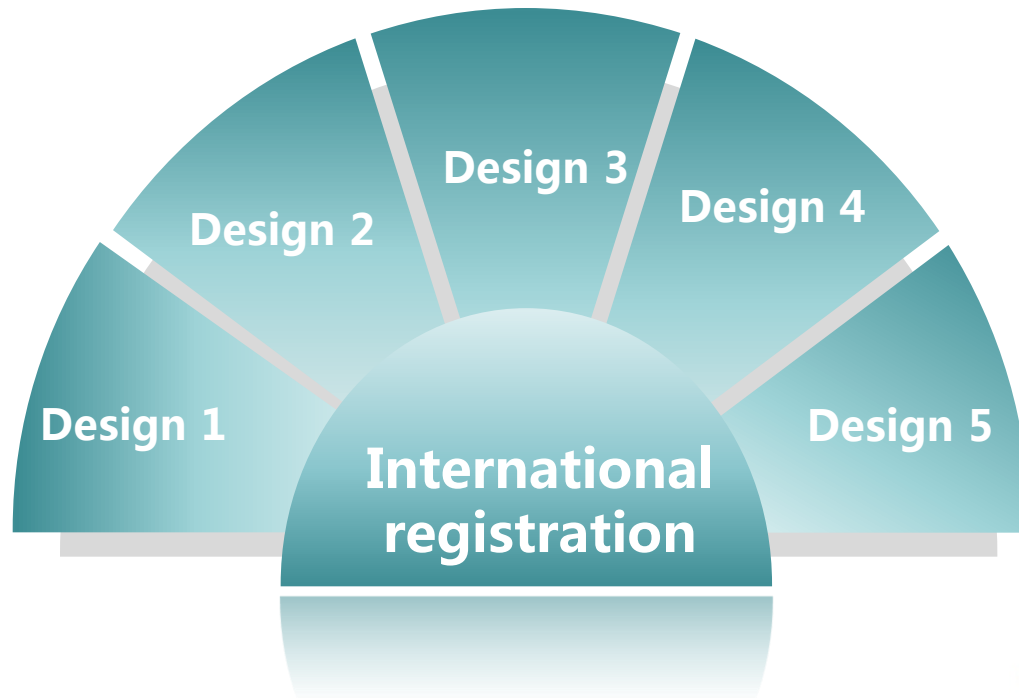 Design 1
Design 2
Design 3
Design 4
Design 5
International
registration